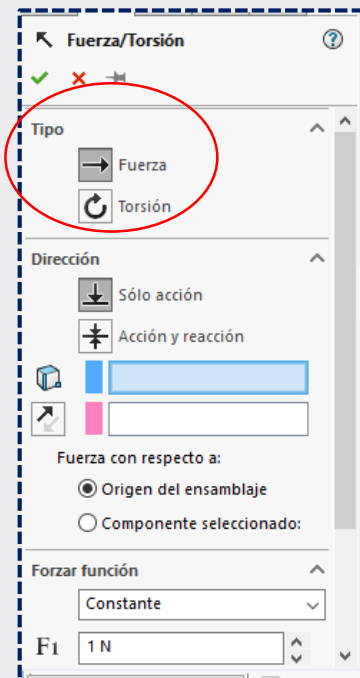 Fuerza/Torsión
Tipo
Fuerza
Torsión
Dirección
Sólo acción
Acción y reacción
Fuerza con respecto a:
Origen del ensamblaje
Componente seleccionado:
Forzar función
Constante
F1 1 N